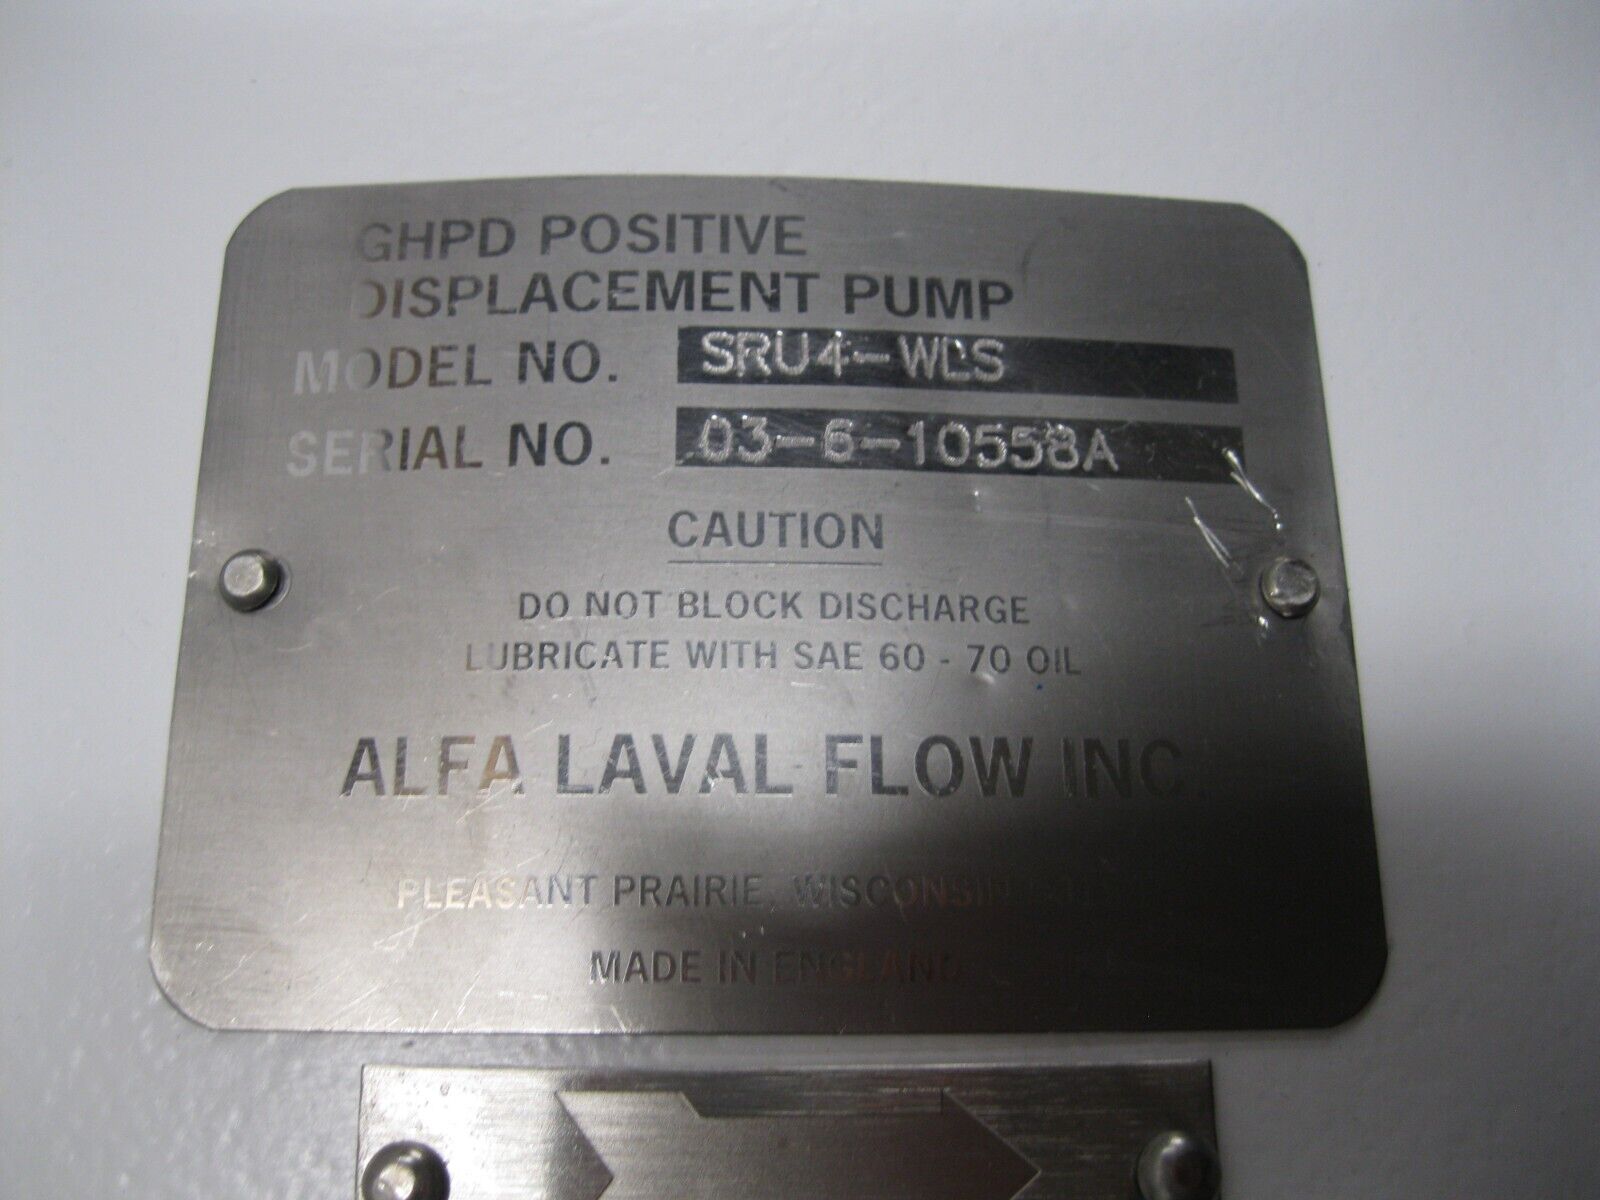 GHPD POSITIVE
DISPLACEMENT PUMP
MODEL NO. SRU4-WLS
SERIAL NO. 03-6-10558A
CAUTION
DO NOT BLOCK DISCHARGE
LUBRICATE WITH SAE 60 - 70 OIL
ALFA LAVAL FLOW INC.
PLEASANT PRAIRIE, WISCONSIN
MADE IN ENGLAND